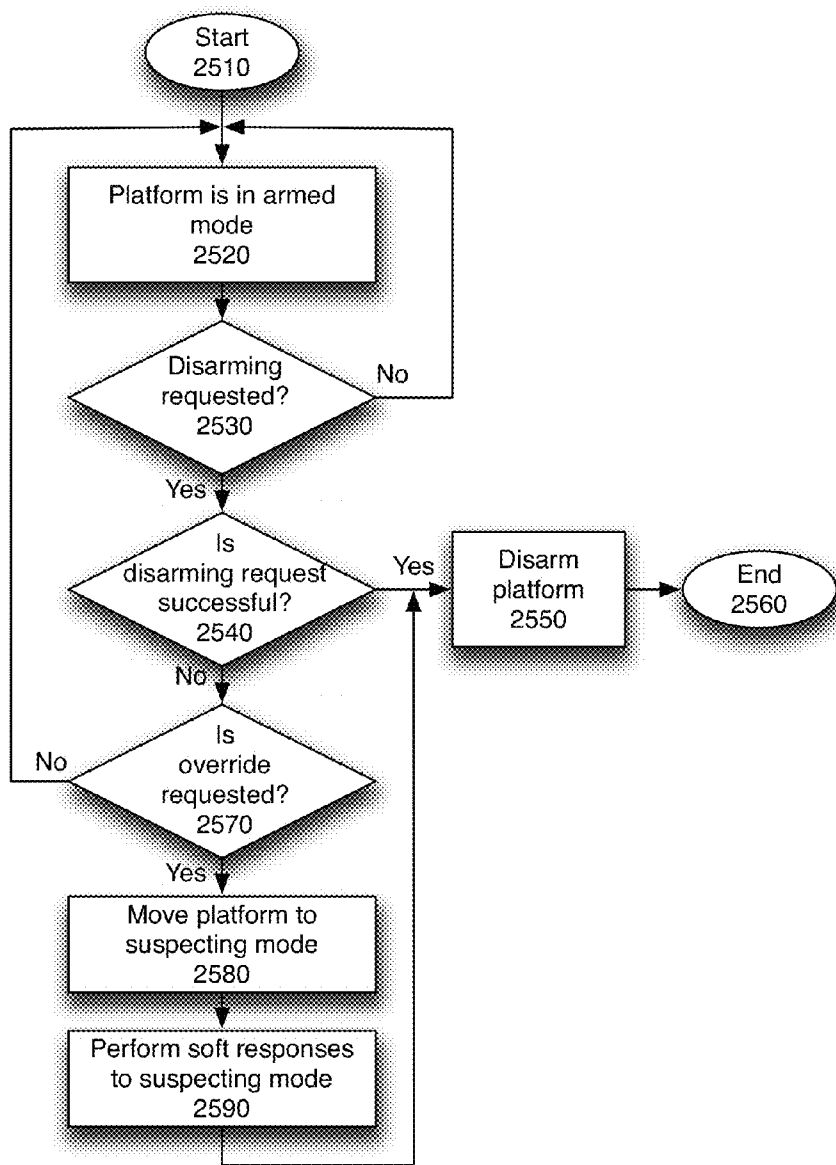 Start
2510
Platform is in armed
mode
2520
Disarming
requested?
2530
No
Yes
Is
disarming request
successful?
2540
Yes
Disarm
platform
2550
End
2560
No
Is
override
requested?
2570
No
Yes
Move platform to
suspecting mode
2580
Perform soft responses
to suspecting mode
2590